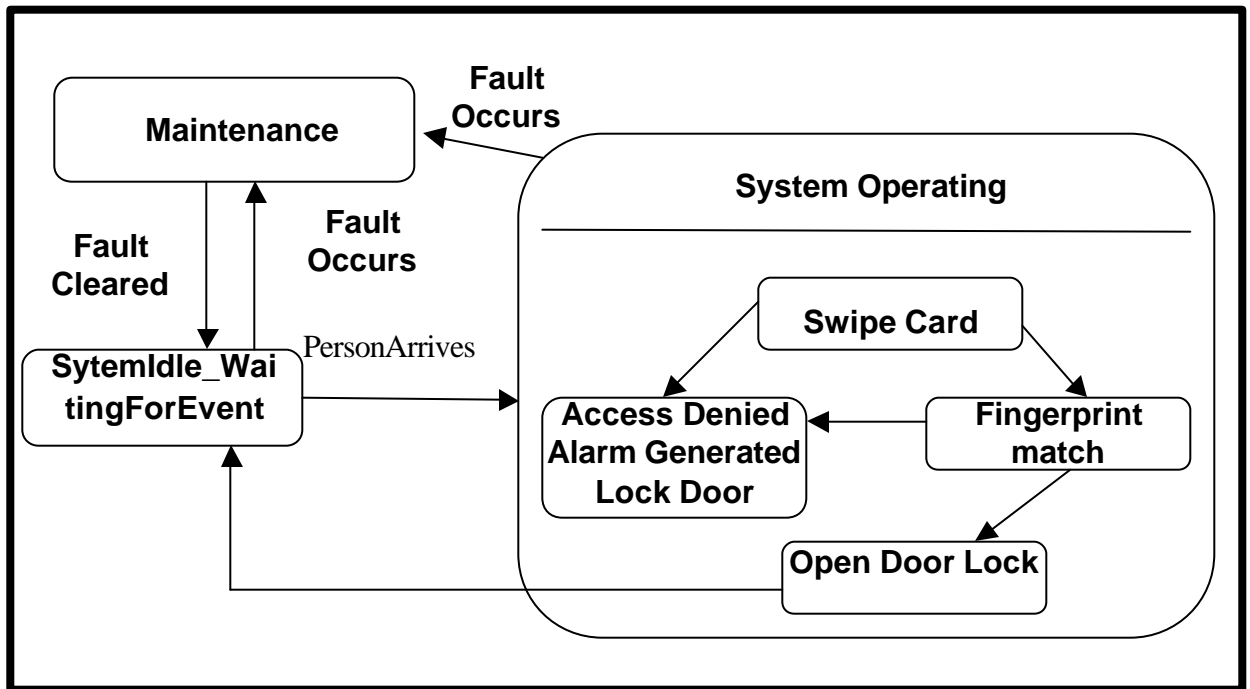 Fault
Occurs
Maintenance
System Operating
Fault
Occurs
Fault
Cleared
Swipe Card
PersonArrives
SytemIdle_Wai
tingForEvent
Access Denied
Alarm Generated
Lock Door
Fingerprint
match
Open Door Lock